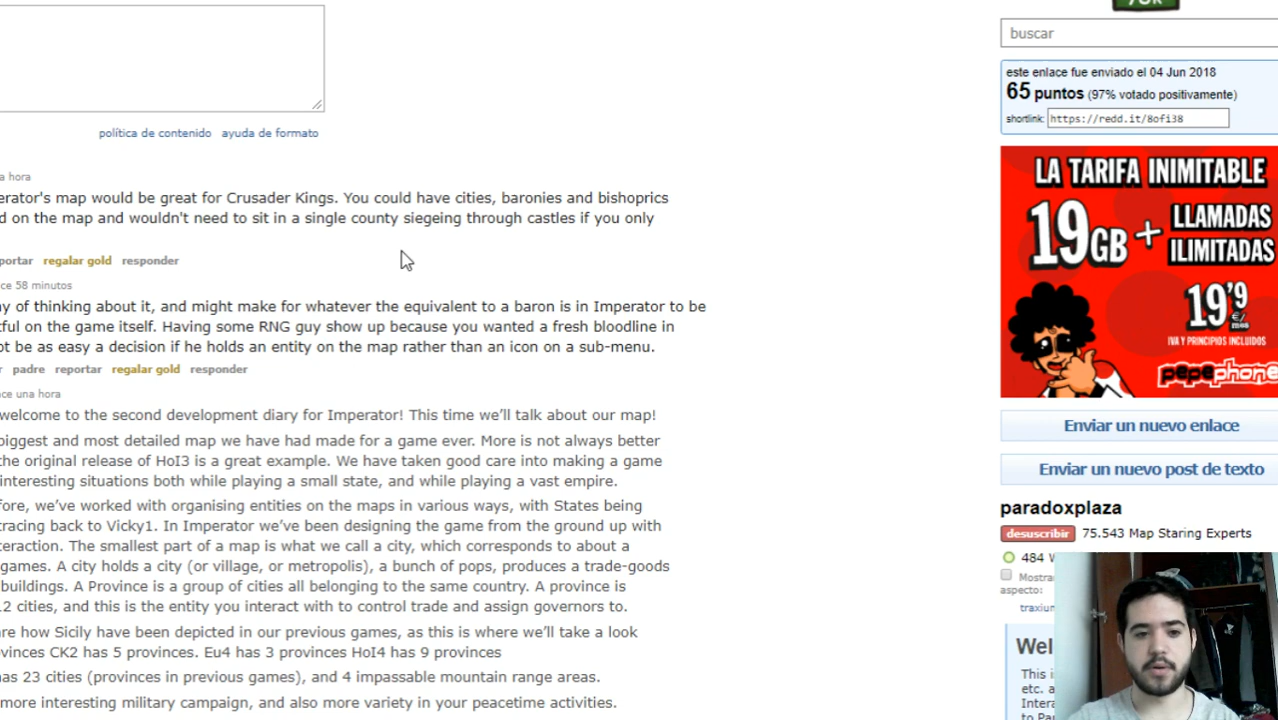 política de contenido ayuda de formato
a hora
erator's map would be great for Crusader Kings. You could have cities, baronies and bishoprics
d on the map and wouldn't need to sit in a single county siegeing through castles if you only
portar regalar gold responder
ce 58 minutos
y of thinking about it, and might make for whatever the equivalent to a baron is in Imperator to be
tful on the game itself. Having some RNG guy show up because you wanted a fresh bloodline in
ot be as easy a decision if he holds an entity on the map rather than an icon on a sub-menu.
r padre reportar regalar gold responder
ce una hora
welcome to the second development diary for Imperator! This time we'll talk about our map!
biggest and most detailed map we have had made for a game ever. More is not always better
the original release of HoI3 is a great example. We have taken good care into making a game
interesting situations both while playing a small state, and while playing a vast empire.
fore, we've worked with organising entities on the maps in various ways, with States being
tracing back to Vicky1. In Imperator we've been designing the game from the ground up with
teraction. The smallest part of a map is what we call a city, which corresponds to about a
games. A city holds a city (or village, or metropolis), a bunch of pops, produces a trade-goods
buildings. A Province is a group of cities all belonging to the same country. A province is
12 cities, and this is the entity you interact with to control trade and assign governors to.
re how Sicily have been depicted in our previous games, as this is where we'll take a look
vinces CK2 has 5 provinces. Eu4 has 3 provinces HoI4 has 9 provinces
as 23 cities (provinces in previous games), and 4 impassable mountain range areas.
more interesting military campaign, and also more variety in your peacetime activities.
buscar
este enlace fue enviado el 04 Jun 2018
65 puntos (97% votado positivamente)
shortlink: https://redd.it/8ofi38
LA TARIFA INIMITABLE
19GB + LLAMADAS ILIMITADAS
19'9 €/mes
IVA Y PRINCIPIOS INCLUIDOS
pepephone
Enviar un nuevo enlace
Enviar un nuevo post de texto
paradoxplaza
desuscribir 75.543 Map Staring Experts
484
Mostra
aspecto:
traxiun
Wel
This i
etc. a
Intera
to Pa